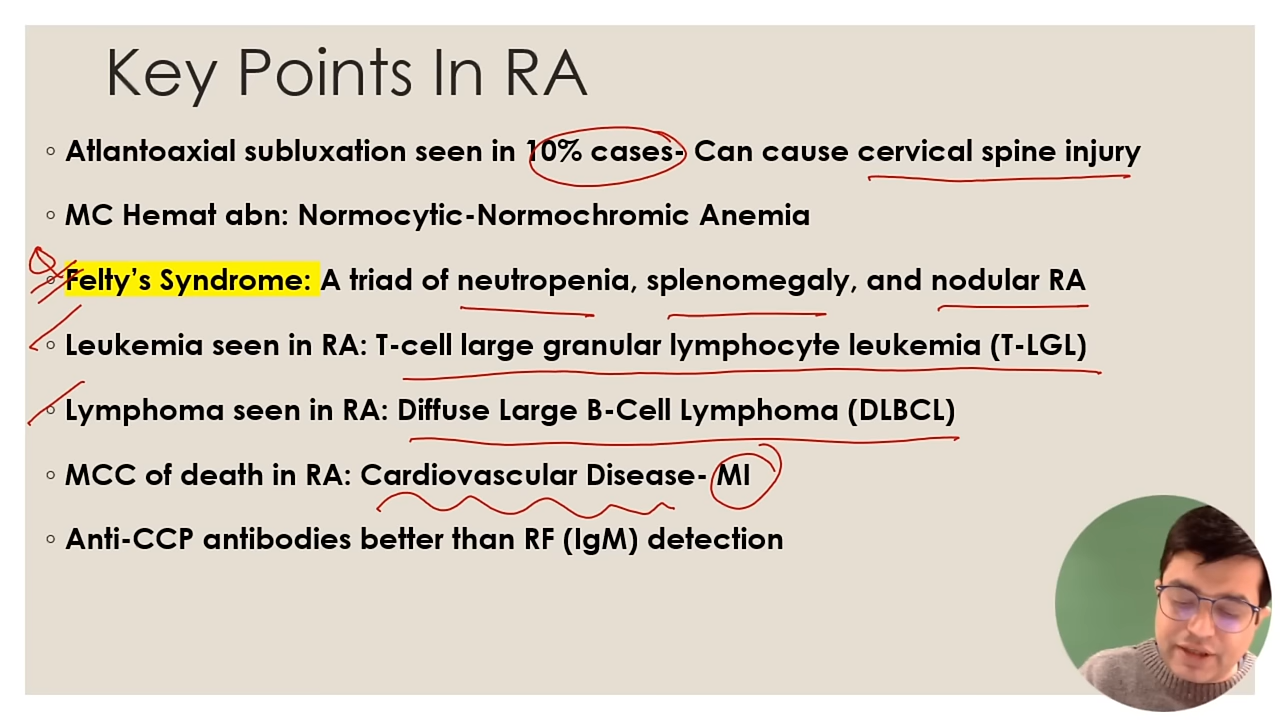 Key Points In RA
Atlantoaxial subluxation seen in 10% cases- Can cause cervical spine injury
MC Hemat abn: Normocytic-Normochromic Anemia
Felty’s Syndrome: A triad of neutropenia, splenomegaly, and nodular RA
Leukemia seen in RA: T-cell large granular lymphocyte leukemia (T-LGL)
Lymphoma seen in RA: Diffuse Large B-Cell Lymphoma (DLBCL)
MCC of death in RA: Cardiovascular Disease- MI
Anti-CCP antibodies better than RF (IgM) detection